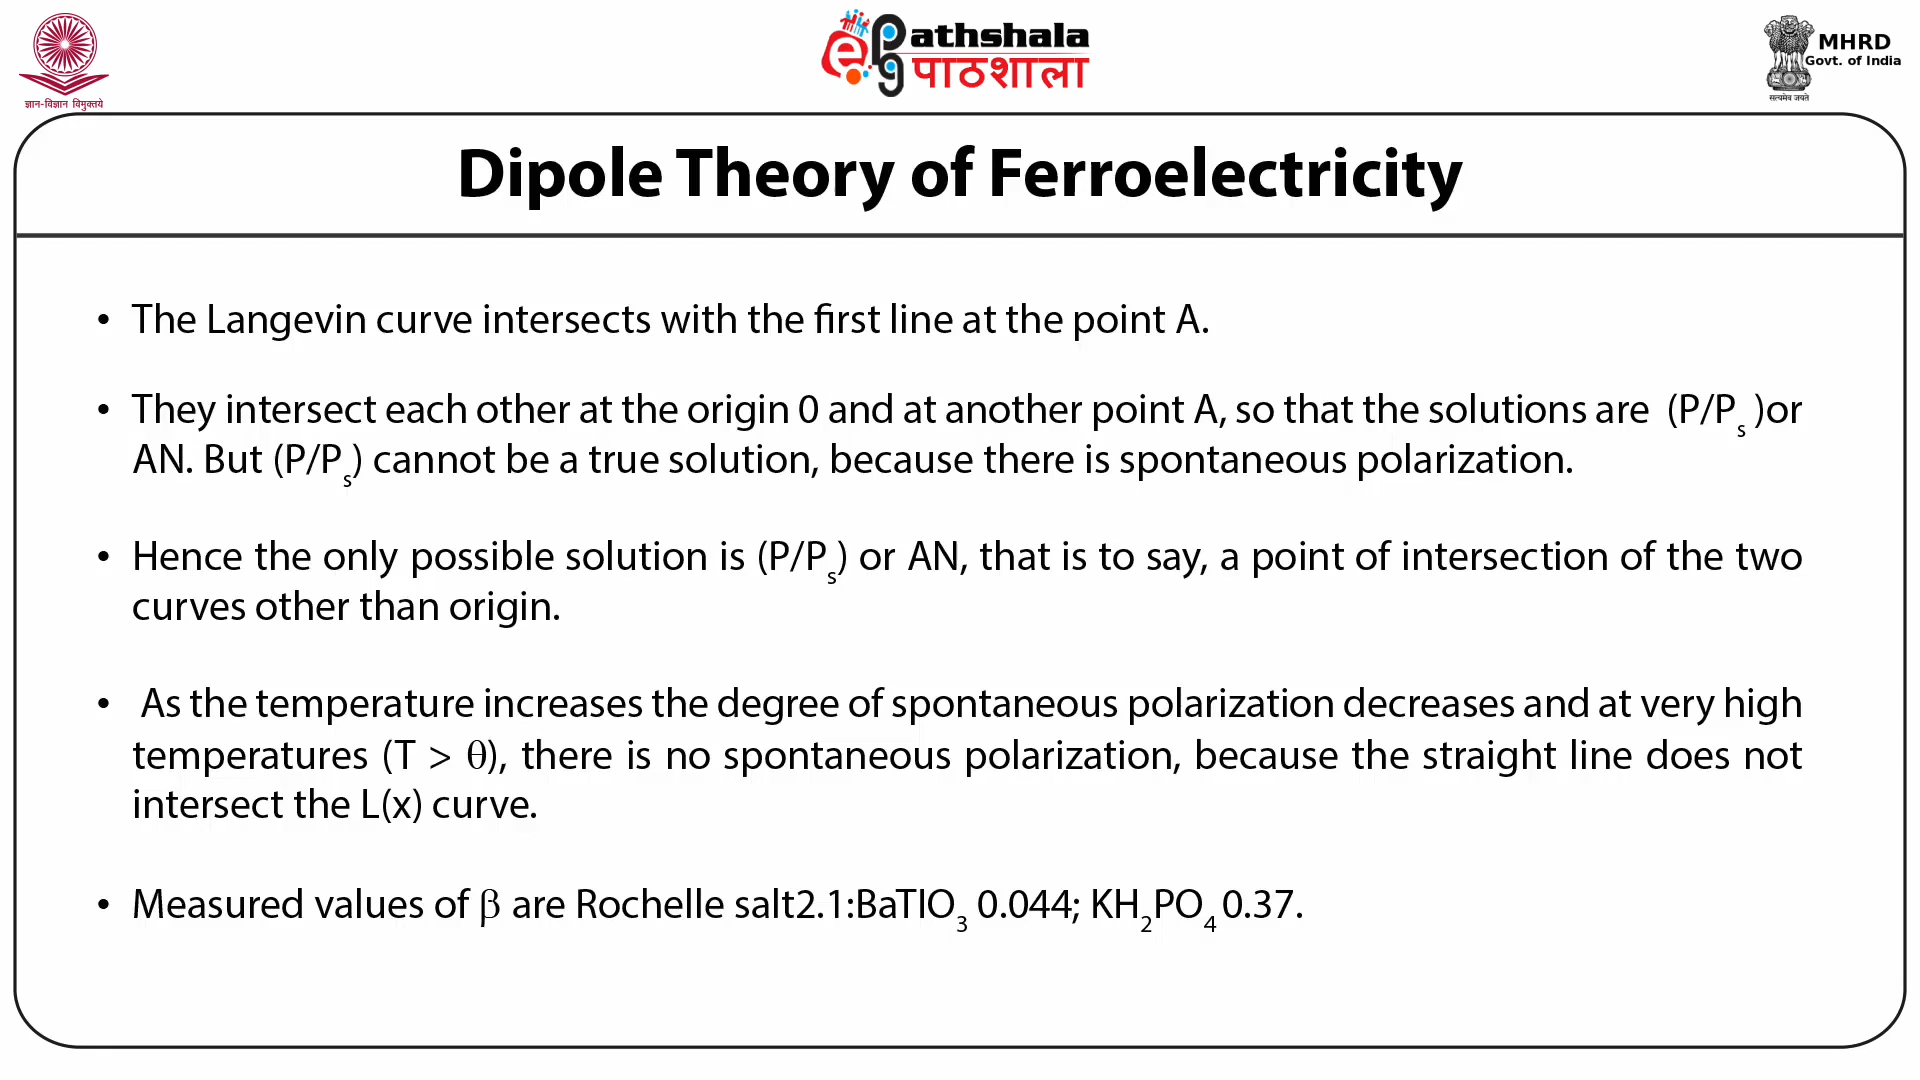 ज्ञान-विज्ञान विमुक्तये
ePathshala
पाठशाला
MHRD
Govt. of India
सत्यमेव जयते
Dipole Theory of Ferroelectricity
• The Langevin curve intersects with the first line at the point A.
• They intersect each other at the origin 0 and at another point A, so that the solutions are (P/Pₛ )or
AN. But (P/Pₛ) cannot be a true solution, because there is spontaneous polarization.
• Hence the only possible solution is (P/Pₛ) or AN, that is to say, a point of intersection of the two
curves other than origin.
• As the temperature increases the degree of spontaneous polarization decreases and at very high
temperatures (T > θ), there is no spontaneous polarization, because the straight line does not
intersect the L(x) curve.
• Measured values of β are Rochelle salt2.1:BaTIO₃ 0.044; KH₂PO₄ 0.37.